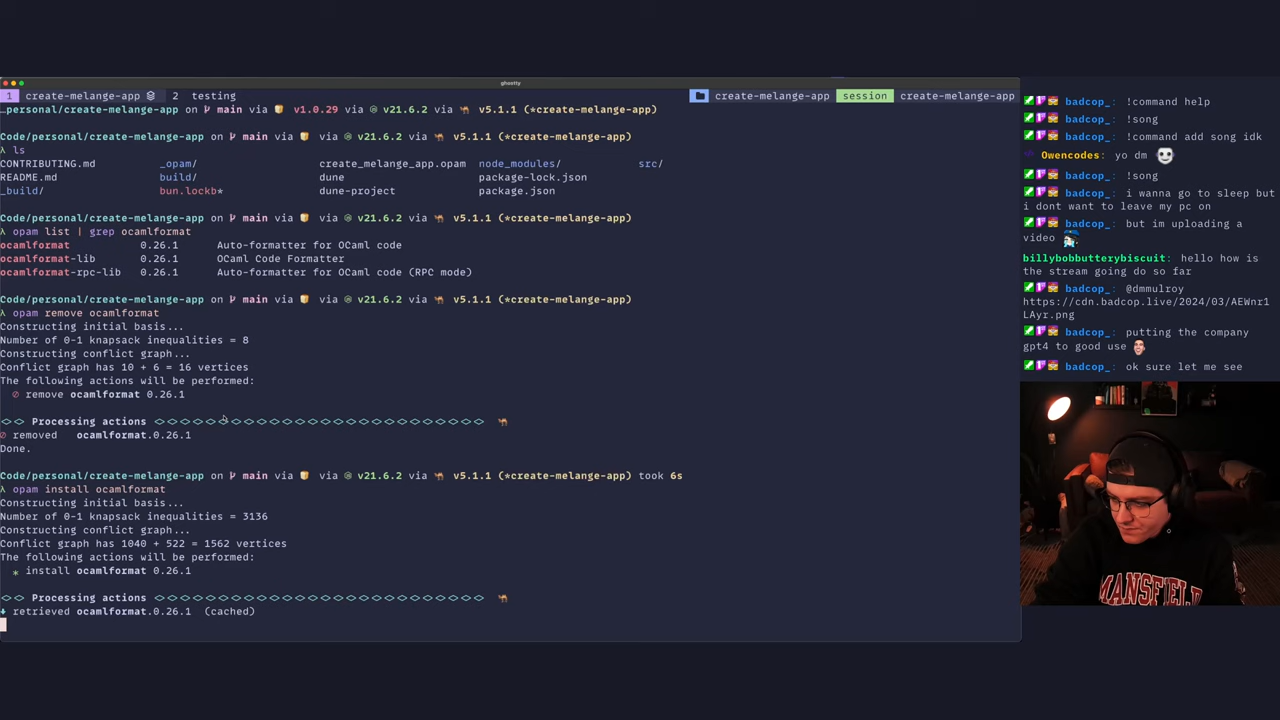 ghostty
1 create-melange-app 2 testing create-melange-app session create-melange-app
_personal/create-melange-app on main via v1.0.29 via v21.6.2 via v5.1.1 (*create-melange-app)
Code/personal/create-melange-app on main via via v21.6.2 via v5.1.1 (*create-melange-app)
λ ls
CONTRIBUTING.md _opam/ create_melange_app.opam node_modules/ src/
README.md build/ dune package-lock.json
_build/ bun.lockb* dune-project package.json
Code/personal/create-melange-app on main via via v21.6.2 via v5.1.1 (*create-melange-app)
λ opam list | grep ocamlformat
ocamlformat 0.26.1 Auto-formatter for OCaml code
ocamlformat-lib 0.26.1 OCaml Code Formatter
ocamlformat-rpc-lib 0.26.1 Auto-formatter for OCaml code (RPC mode)
Code/personal/create-melange-app on main via via v21.6.2 via v5.1.1 (*create-melange-app)
λ opam remove ocamlformat
Constructing initial basis...
Number of 0-1 knapsack inequalities = 8
Constructing conflict graph...
Conflict graph has 10 + 6 = 16 vertices
The following actions will be performed:
⊘ remove ocamlformat 0.26.1
<><> Processing actions <><><><><><><><><><><><><><><><><><><><><><><><><><>
⊘ removed ocamlformat.0.26.1
Done.
Code/personal/create-melange-app on main via via v21.6.2 via v5.1.1 (*create-melange-app) took 6s
λ opam install ocamlformat
Constructing initial basis...
Number of 0-1 knapsack inequalities = 3136
Constructing conflict graph...
Conflict graph has 1040 + 522 = 1562 vertices
The following actions will be performed:
* install ocamlformat 0.26.1
<><> Processing actions <><><><><><><><><><><><><><><><><><><><><><><><><><>
retrieved ocamlformat.0.26.1 (cached)
badcop_: !command help
badcop_: !song
badcop_: !command add song idk
Owencodes: yo dm
badcop_: !song
badcop_: i wanna go to sleep but
i dont want to leave my pc on
badcop_: but im uploading a
video
billybobbutterybiscuit: hello how is
the stream going do so far
badcop_: @dmmulroy
https://cdn.badcop.live/2024/03/AEWnr1
LAyr.png
badcop_: putting the company
gpt4 to good use
badcop_: ok sure let me see
MANSFIELD